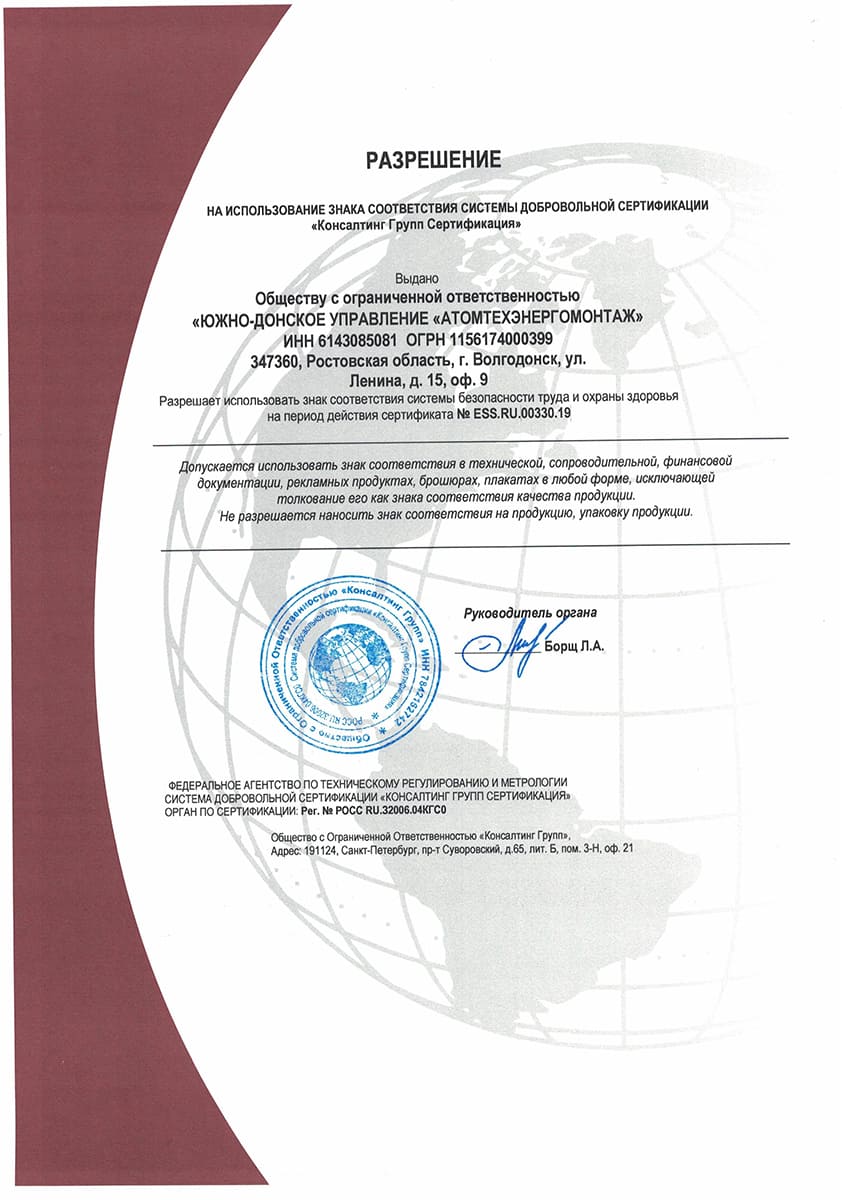 РАЗРЕШЕНИЕ
НА ИСПОЛЬЗОВАНИЕ ЗНАКА СООТВЕТСТВИЯ СИСТЕМЫ ДОБРОВОЛЬНОЙ СЕРТИФИКАЦИИ
«Консалтинг Групп Сертификация»
Выдано
Обществу с ограниченной ответственностью
«ЮЖНО-ДОНСКОЕ УПРАВЛЕНИЕ «АТОМТЕХЭНЕРГОМОНТАЖ»
ИНН 6143085081 ОГРН 1156174000399
347360, Ростовская область, г. Волгодонск, ул.
Ленина, д. 15, оф. 9
Разрешает использовать знак соответствия системы безопасности труда и охраны здоровья
на период действия сертификата № ESS.RU.00330.19
Допускается использовать знак соответствия в технической, сопроводительной, финансовой
документации, рекламных продуктах, брошюрах, плакатах в любой форме, исключающей
толкование его как знака соответствия качества продукции.
Не разрешается наносить знак соответствия на продукцию, упаковку продукции.
Общество с Ограниченной Ответственностью «Консалтинг Групп» ИНН 7842152742
Система добровольной сертификации «Консалтинг Групп Сертификация»
РОСС RU.32006.04КГС0
Руководитель органа
Борщ Л.А.
ФЕДЕРАЛЬНОЕ АГЕНТСТВО ПО ТЕХНИЧЕСКОМУ РЕГУЛИРОВАНИЮ И МЕТРОЛОГИИ
СИСТЕМА ДОБРОВОЛЬНОЙ СЕРТИФИКАЦИИ «КОНСАЛТИНГ ГРУПП СЕРТИФИКАЦИЯ»
ОРГАН ПО СЕРТИФИКАЦИИ: Рег. № РОСС RU.32006.04КГС0
Общество с Ограниченной Ответственностью «Консалтинг Групп»,
Адрес: 191124, Санкт-Петербург, пр-т Суворовский, д.65, лит. Б, пом. 3-Н, оф. 21